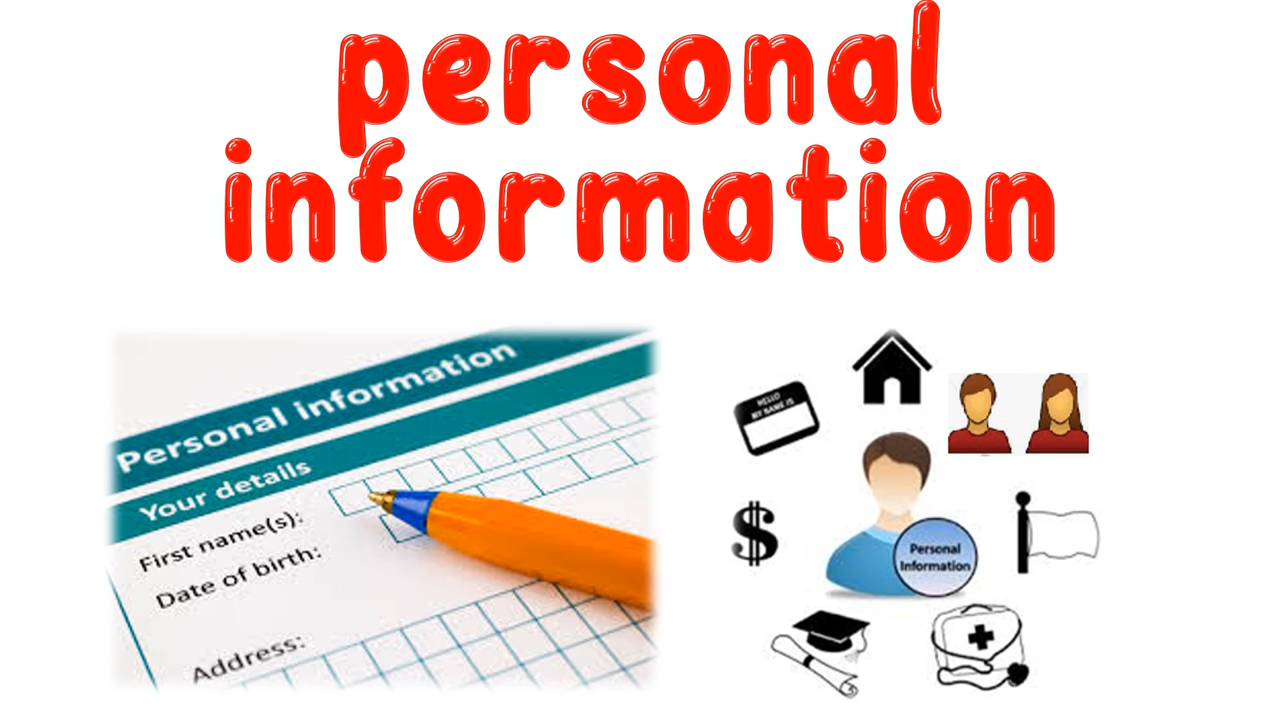 personal
information
Personal information
Your details
First name(s):
Date of birth:
Address:
HELLO
MY NAME IS
$
Personal
Information